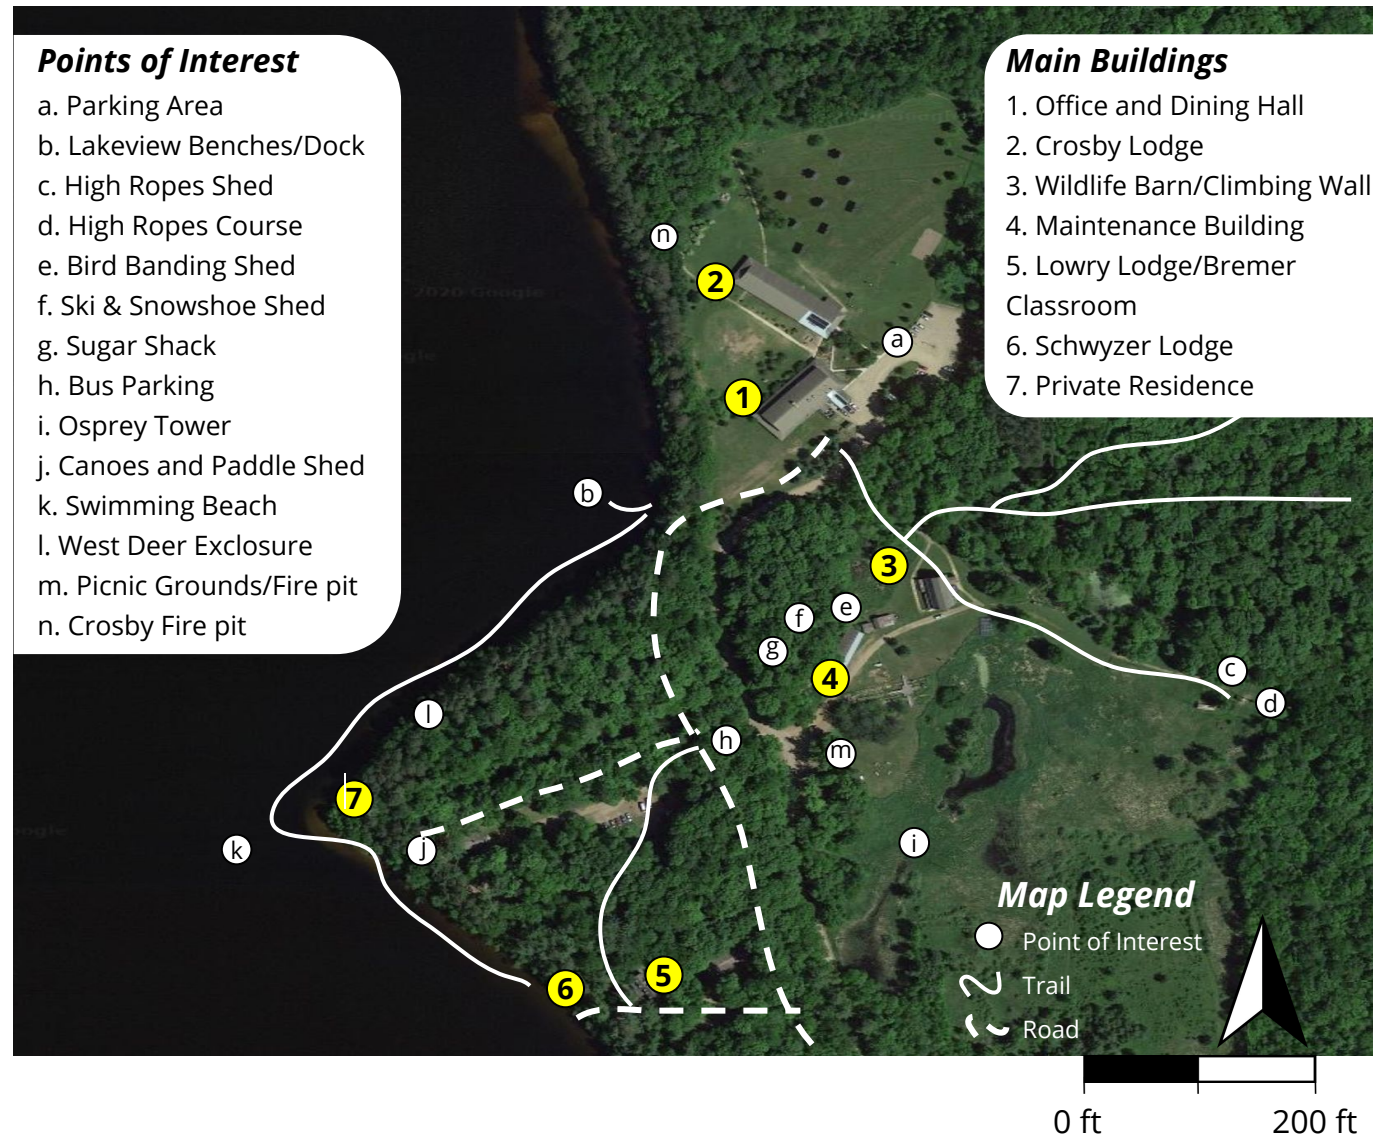 Points of Interest
a. Parking Area
b. Lakeview Benches/Dock
c. High Ropes Shed
d. High Ropes Course
e. Bird Banding Shed
f. Ski & Snowshoe Shed
g. Sugar Shack
h. Bus Parking
i. Osprey Tower
j. Canoes and Paddle Shed
k. Swimming Beach
l. West Deer Exclosure
m. Picnic Grounds/Fire pit
n. Crosby Fire pit
Main Buildings
1. Office and Dining Hall
2. Crosby Lodge
3. Wildlife Barn/Climbing Wall
4. Maintenance Building
5. Lowry Lodge/Bremer
Classroom
6. Schwyzer Lodge
7. Private Residence
n
2
2020 Google
a
1
b
3
e
f
g
4
c
d
l
h
m
7
k
j
i
5
6
Map Legend
Point of Interest
Trail
Road
0 ft
200 ft